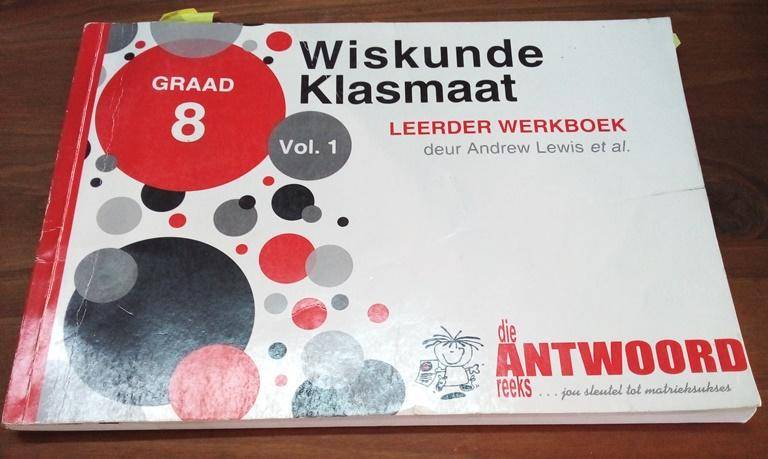 GRAAD
8
Vol. 1
Wiskunde
Klasmaat
LEERDER WERKBOEK
deur Andrew Lewis et al.
die
ANTWOORD
reeks ... jou sleutel tot matrieksukses